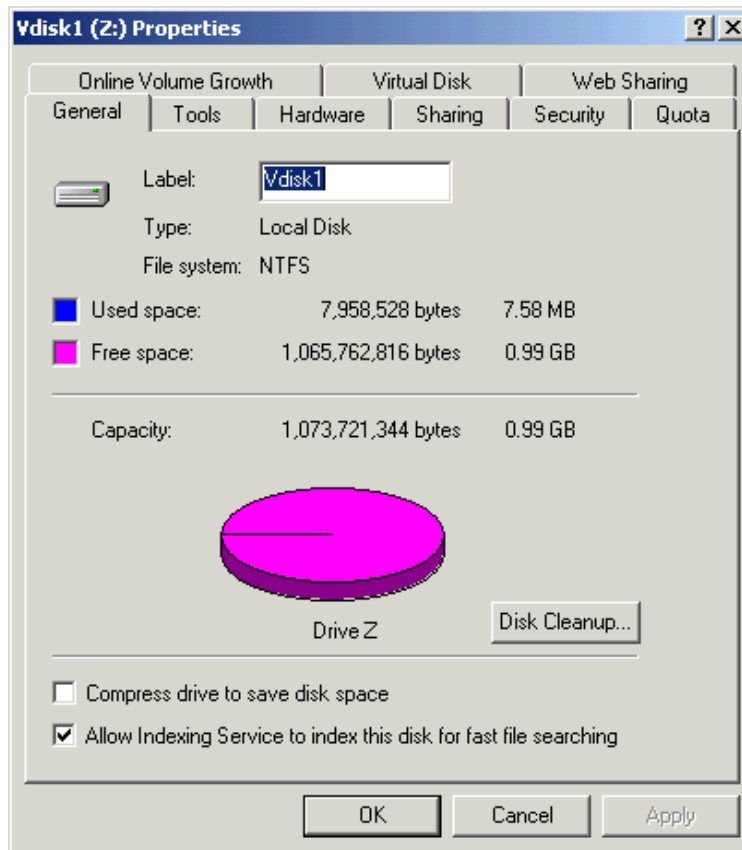 Vdisk1 (Z:) Properties
Online Volume Growth Virtual Disk Web Sharing
General Tools Hardware Sharing Security Quota
Label: Vdisk1
Type: Local Disk
File system: NTFS
Used space: 7,958,528 bytes 7.58 MB
Free space: 1,065,762,816 bytes 0.99 GB
Capacity: 1,073,721,344 bytes 0.99 GB
Drive Z
Disk Cleanup...
Compress drive to save disk space
Allow Indexing Service to index this disk for fast file searching
OK Cancel Apply